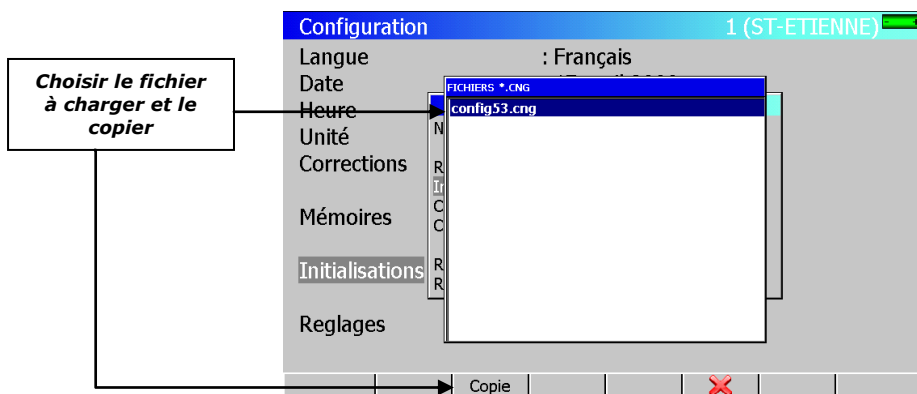 Configuration 1 (ST-ETIENNE)
Choisir le fichier
à charger et le
copier
Langue : Français
Date
FICHIERS *.CNG
Heure
config53.cng
Unité
N
Corrections
R
In
C
Mémoires
C
Initialisations
R
R
Reglages
Copie